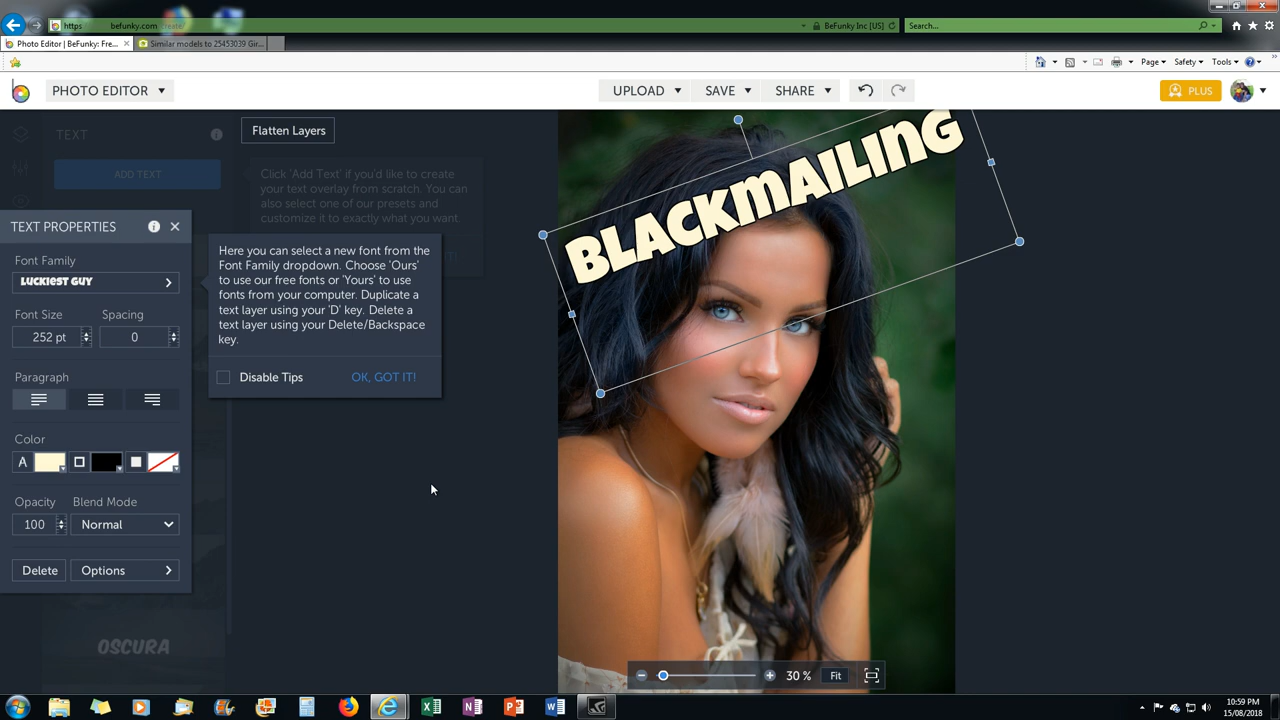 https befunky.com create/
BeFunky Inc [US]
Search...
Photo Editor | BeFunky: Fre...
Similar models to 25453039 Gir...
Page
Safety
Tools
PHOTO EDITOR
UPLOAD
SAVE
SHARE
PLUS
TEXT
Flatten Layers
ADD TEXT
Click 'Add Text' if you'd like to create
your text overlay from scratch. You can
also select one of our presets and
customize it to exactly what you want
BLACKMAILING
TEXT PROPERTIES
Font Family
LUCKIEST GUY
Font Size
Spacing
252 pt
0
Paragraph
Color
A
Opacity
Blend Mode
100
Normal
Delete
Options
Here you can select a new font from the
Font Family dropdown. Choose 'Ours'
to use our free fonts or 'Yours' to use
fonts from your computer. Duplicate a
text layer using your 'D' key. Delete a
text layer using your Delete/Backspace
key.
Disable Tips
OK, GOT IT!
OSCURA
30 %
Fit
10:59 PM
15/08/2018